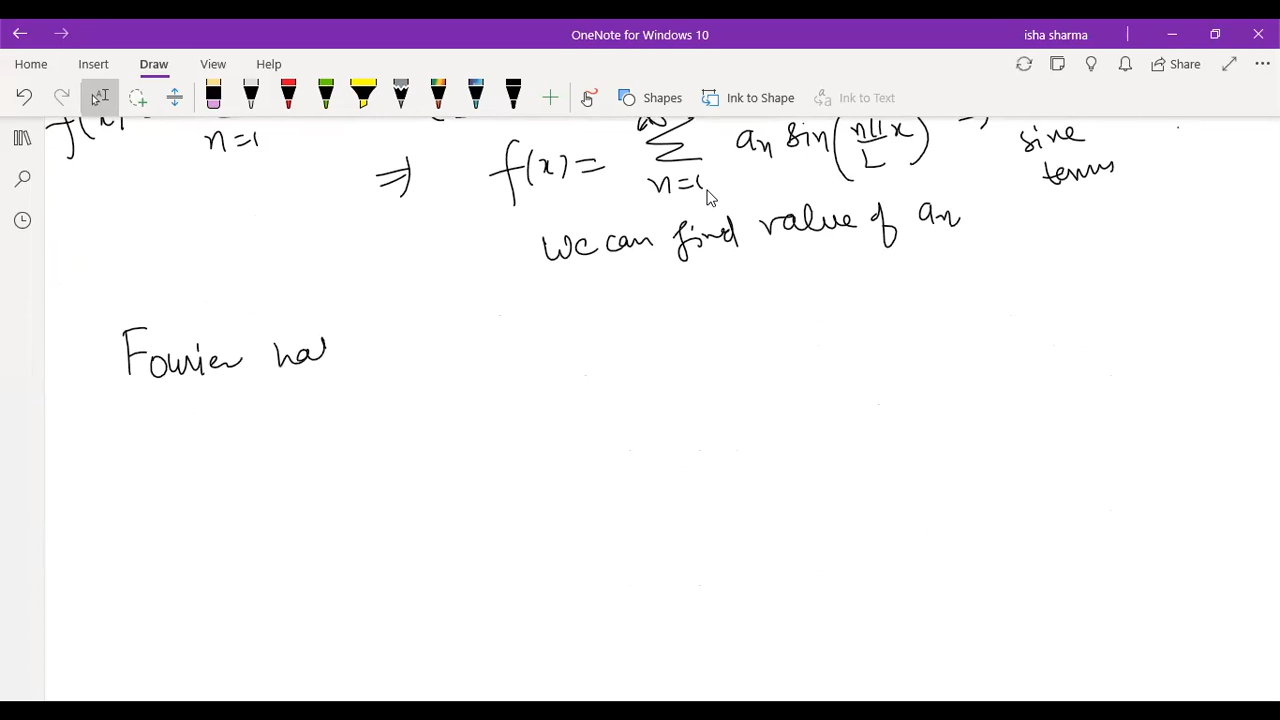 OneNote for Windows 10
isha sharma
Home Insert Draw View Help
Share
Shapes
Ink to Shape
Ink to Text
f(x)
n=1
⇒ f(x) = ∑ n=1 an sin(nπx/L) ⇒ sine
terms
We can find value of an
Fourier ha